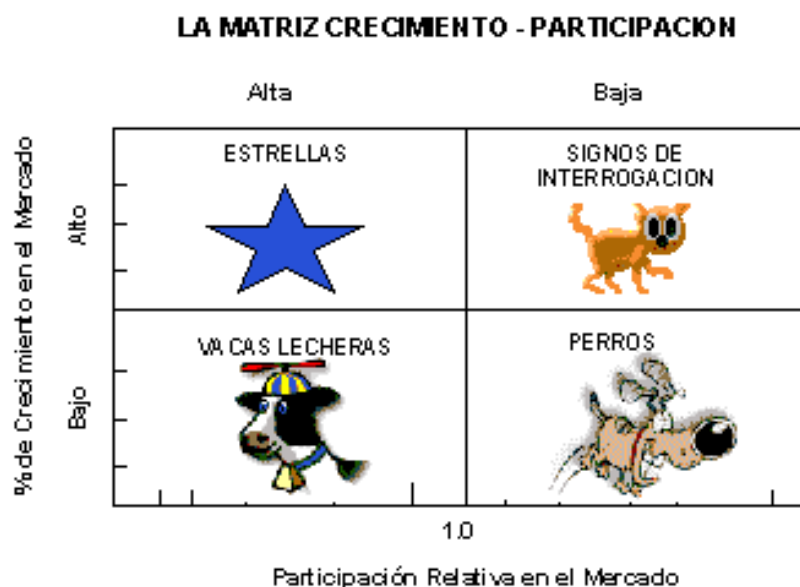 LA MATRIZ CRECIMIENTO - PARTICIPACION
Alta
Baja
ESTRELLAS
SIGNOS DE
INTERROGACION
% de Crecimiento en el Mercado
Alto
VACAS LECHERAS
PERROS
Bajo
1.0
Participación Relativa en el Mercado